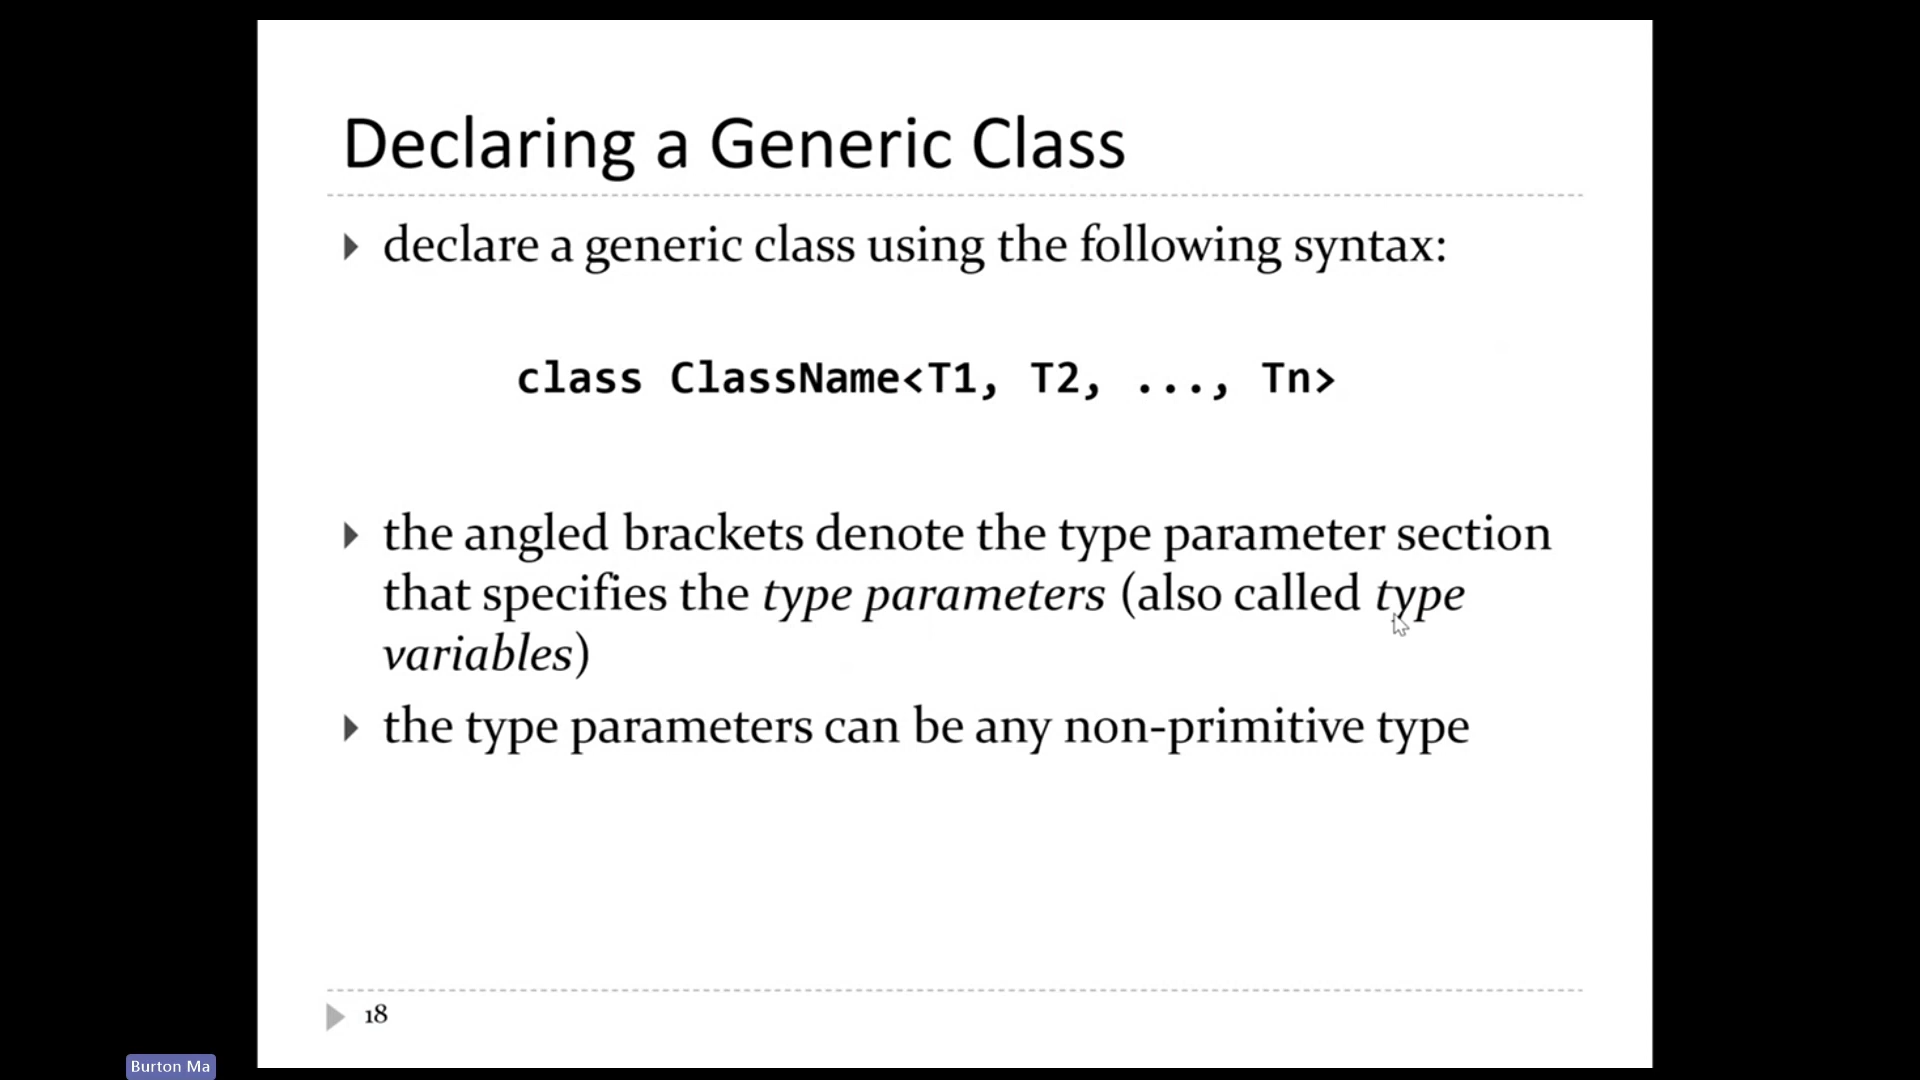 Declaring a Generic Class
declare a generic class using the following syntax:
class ClassName<T1, T2, ..., Tn>
the angled brackets denote the type parameter section
that specifies the type parameters (also called type
variables)
the type parameters can be any non-primitive type
18
Burton Ma